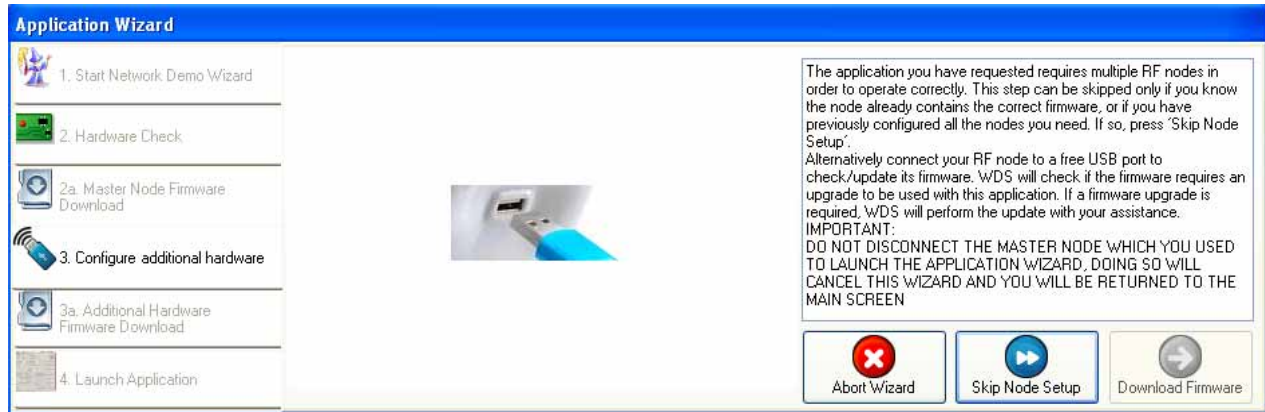 Application Wizard
1. Start Network Demo Wizard
2. Hardware Check
2a. Master Node Firmware
Download
3. Configure additional hardware
3a. Additional Hardware
Firmware Download
4. Launch Application
The application you have requested requires multiple RF nodes in
order to operate correctly. This step can be skipped only if you know
the node already contains the correct firmware, or if you have
previously configured all the nodes you need. If so, press 'Skip Node
Setup'.
Alternatively connect your RF node to a free USB port to
check/update its firmware. WDS will check if the firmware requires an
upgrade to be used with this application. If a firmware upgrade is
required, WDS will perform the update with your assistance.
IMPORTANT:
DO NOT DISCONNECT THE MASTER NODE WHICH YOU USED
TO LAUNCH THE APPLICATION WIZARD, DOING SO WILL
CANCEL THIS WIZARD AND YOU WILL BE RETURNED TO THE
MAIN SCREEN
Abort Wizard
Skip Node Setup
Download Firmware